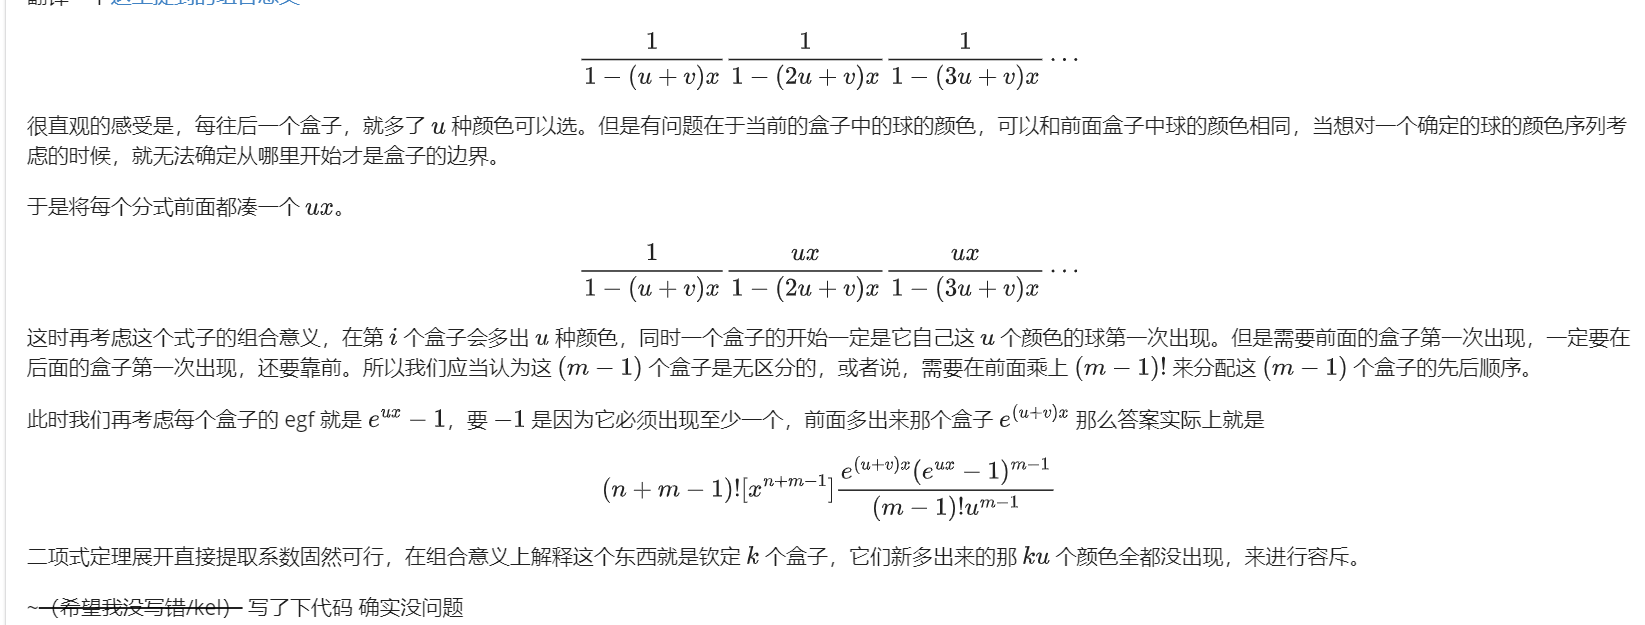 $$\frac{1}{1-(u+v)x}\frac{1}{1-(2u+v)x}\frac{1}{1-(3u+v)x}\cdots$$
很直观的感受是，每往后一个盒子，就多了 $u$ 种颜色可以选。但是有问题在于当前的盒子中的球的颜色，可以和前面盒子中球的颜色相同，当想对一个确定的球的颜色序列考
虑的时候，就无法确定从哪里开始才是盒子的边界。
于是将每个分式前面都凑一个 $ux$。
$$\frac{1}{1-(u+v)x}\frac{ux}{1-(2u+v)x}\frac{ux}{1-(3u+v)x}\cdots$$
这时再考虑这个式子的组合意义，在第 $i$ 个盒子会多出 $u$ 种颜色，同时一个盒子的开始一定是它自己这 $u$ 个颜色的球第一次出现。但是需要前面的盒子第一次出现，一定要在
后面的盒子第一次出现，还要靠前。所以我们应当认为这 $(m-1)$ 个盒子是无区分的，或者说，需要在前面乘上 $(m-1)!$ 来分配这 $(m-1)$ 个盒子的先后顺序。
此时我们再考虑每个盒子的 egf 就是 $e^{ux}-1$，要 $-1$ 是因为它必须出现至少一个，前面多出来那个盒子 $e^{(u+v)x}$ 那么答案实际上就是
$$(n+m-1)![x^{n+m-1}]\frac{e^{(u+v)x}(e^{ux}-1)^{m-1}}{(m-1)!u^{m-1}}$$
二项式定理展开直接提取系数固然可行，在组合意义上解释这个东西就是钦定 $k$ 个盒子，它们新多出来的那 $ku$ 个颜色全都没出现，来进行容斥。
~（希望我没写错/kel） 写了下代码 确实没问题